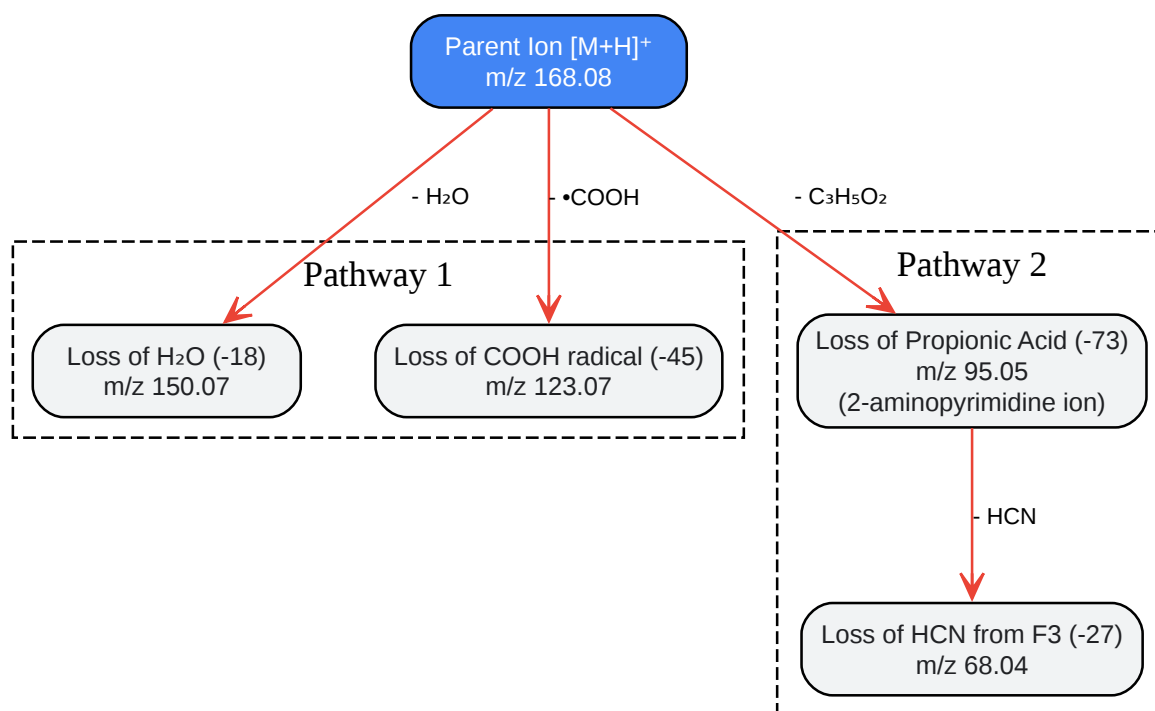 Parent Ion [M+H]⁺
m/z 168.08
- H₂O
- •COOH
- C₃H₅O₂
Pathway 1
Pathway 2
Loss of H₂O (-18)
m/z 150.07
Loss of COOH radical (-45)
m/z 123.07
Loss of Propionic Acid (-73)
m/z 95.05
(2-aminopyrimidine ion)
- HCN
Loss of HCN from F3 (-27)
m/z 68.04